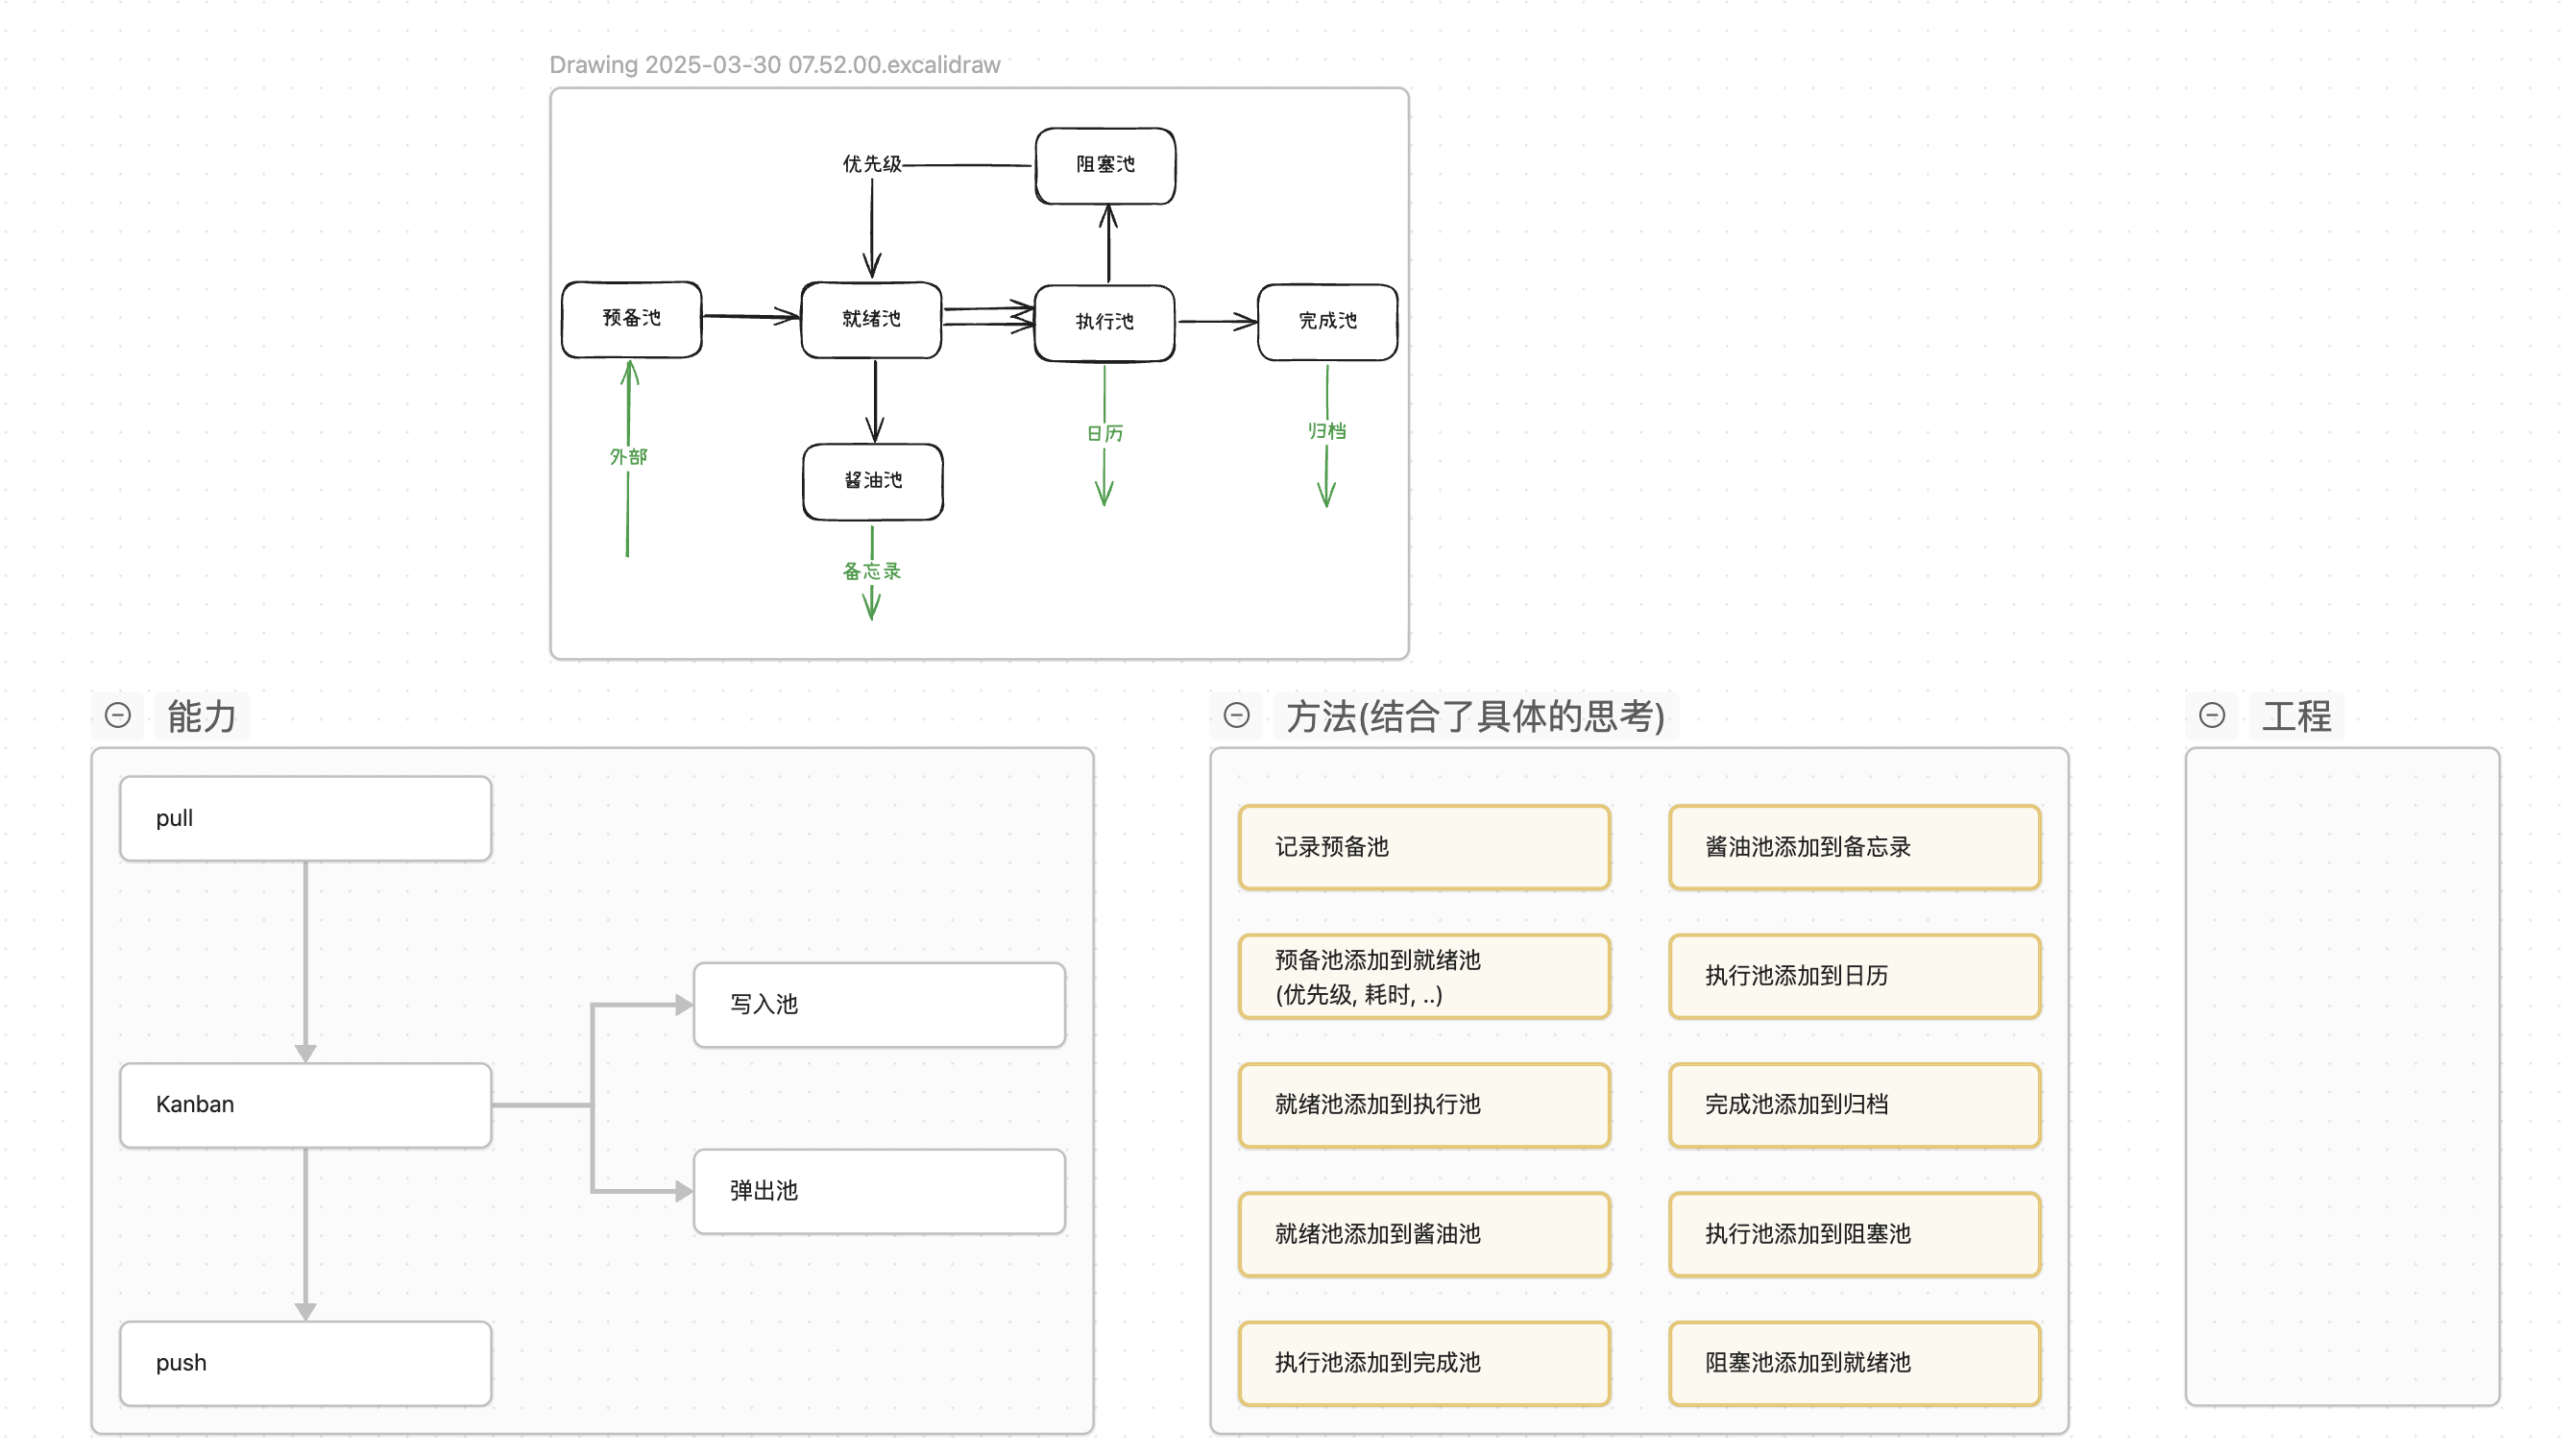 Drawing 2025-03-30 07.52.00.excalidraw
优先级
阻塞池
预备池
就绪池
执行池
完成池
外部
日历
归档
酱油池
备忘录
能力
pull
Kanban
push
写入池
弹出池
方法(结合了具体的思考)
记录预备池
酱油池添加到备忘录
预备池添加到就绪池
(优先级, 耗时, ..)
执行池添加到日历
就绪池添加到执行池
完成池添加到归档
就绪池添加到酱油池
执行池添加到阻塞池
执行池添加到完成池
阻塞池添加到就绪池
工程